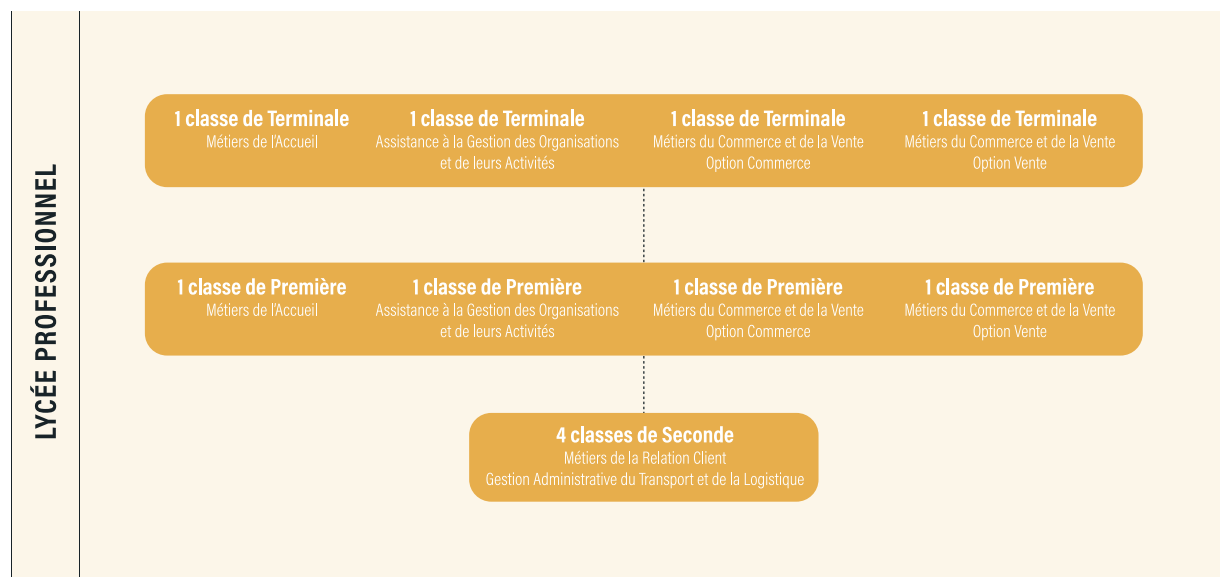 LYCÉE PROFESSIONNEL
1 classe de Terminale
Métiers de l'Accueil
1 classe de Terminale
Assistance à la Gestion des Organisations
et de leurs Activités
1 classe de Terminale
Métiers du Commerce et de la Vente
Option Commerce
1 classe de Terminale
Métiers du Commerce et de la Vente
Option Vente
1 classe de Première
Métiers de l'Accueil
1 classe de Première
Assistance à la Gestion des Organisations
et de leurs Activités
1 classe de Première
Métiers du Commerce et de la Vente
Option Commerce
1 classe de Première
Métiers du Commerce et de la Vente
Option Vente
4 classes de Seconde
Métiers de la Relation Client
Gestion Administrative du Transport et de la Logistique